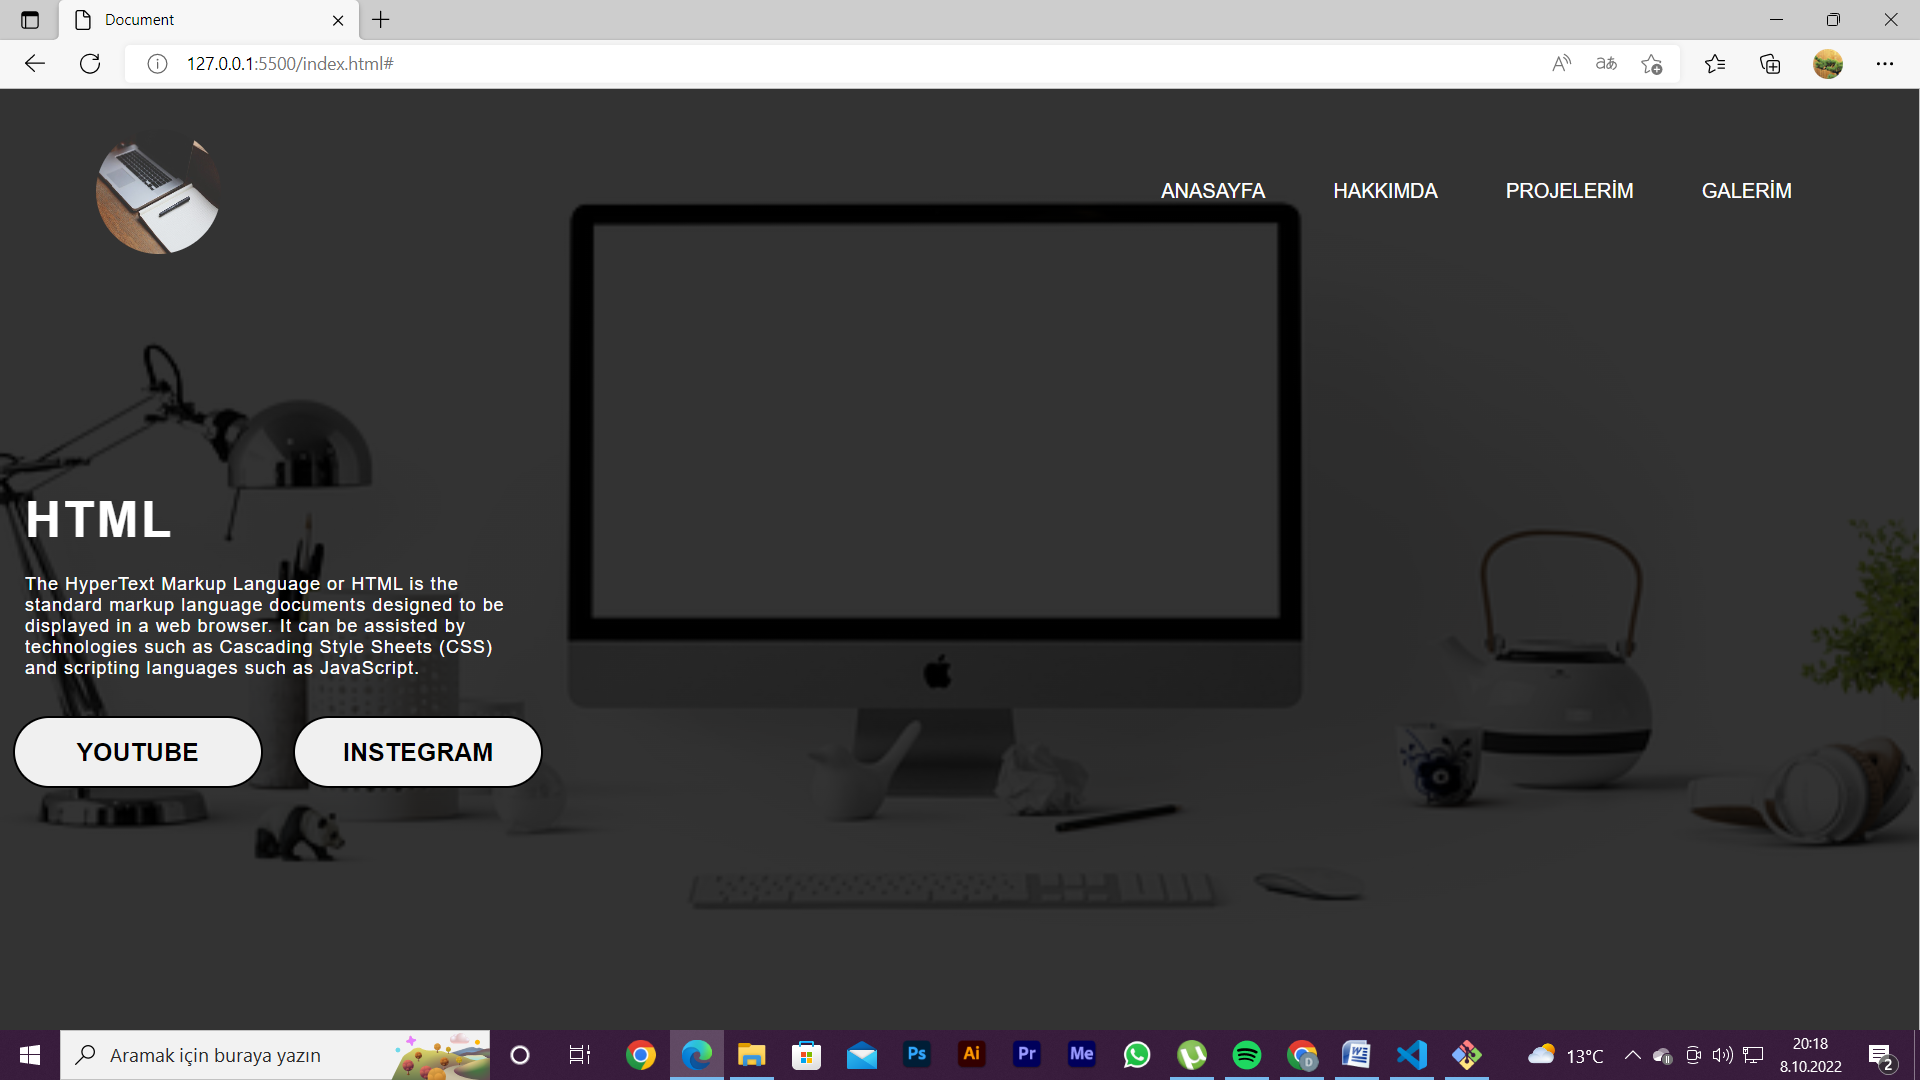 Document
127.0.0.1:5500/index.html#
ANASAYFA HAKKIMDA PROJELERİM GALERİM
HTML
The HyperText Markup Language or HTML is the
standard markup language documents designed to be
displayed in a web browser. It can be assisted by
technologies such as Cascading Style Sheets (CSS)
and scripting languages such as JavaScript.
YOUTUBE INSTEGRAM
Aramak için buraya yazın
Ps Ai Pr Me D W
13°C
20:18
8.10.2022
2